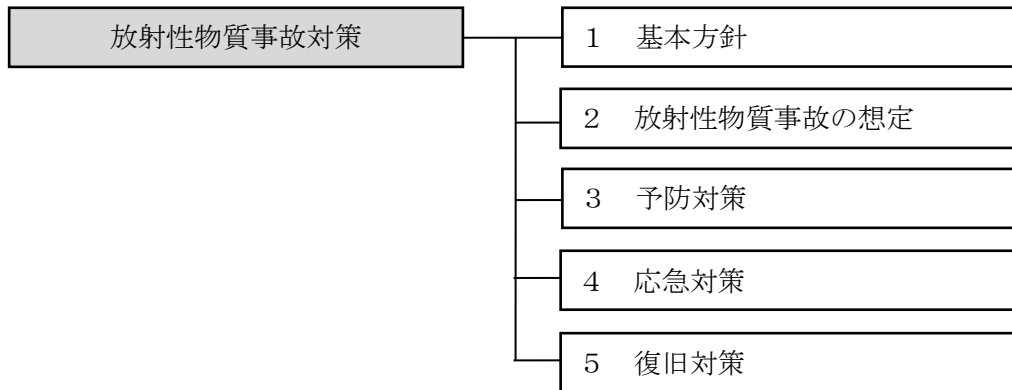 放射性物質事故対策
１　基本方針
２　放射性物質事故の想定
３　予防対策
４　応急対策
５　復旧対策